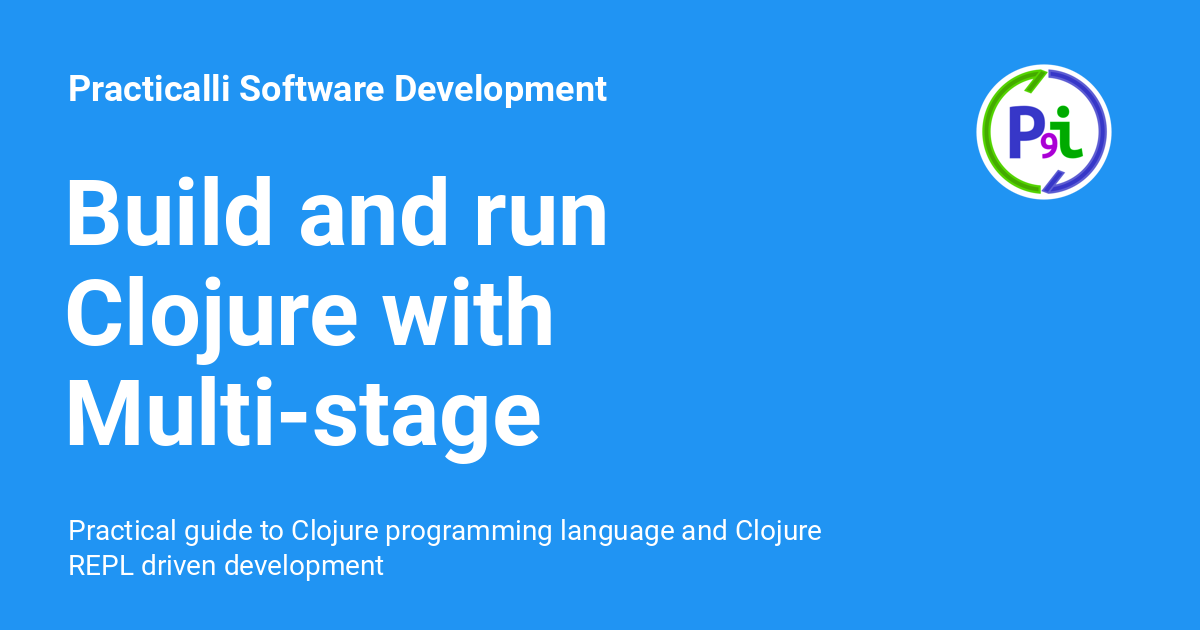 Practicalli Software Development
P9i
Build and run
Clojure with
Multi-stage
Practical guide to Clojure programming language and Clojure
REPL driven development